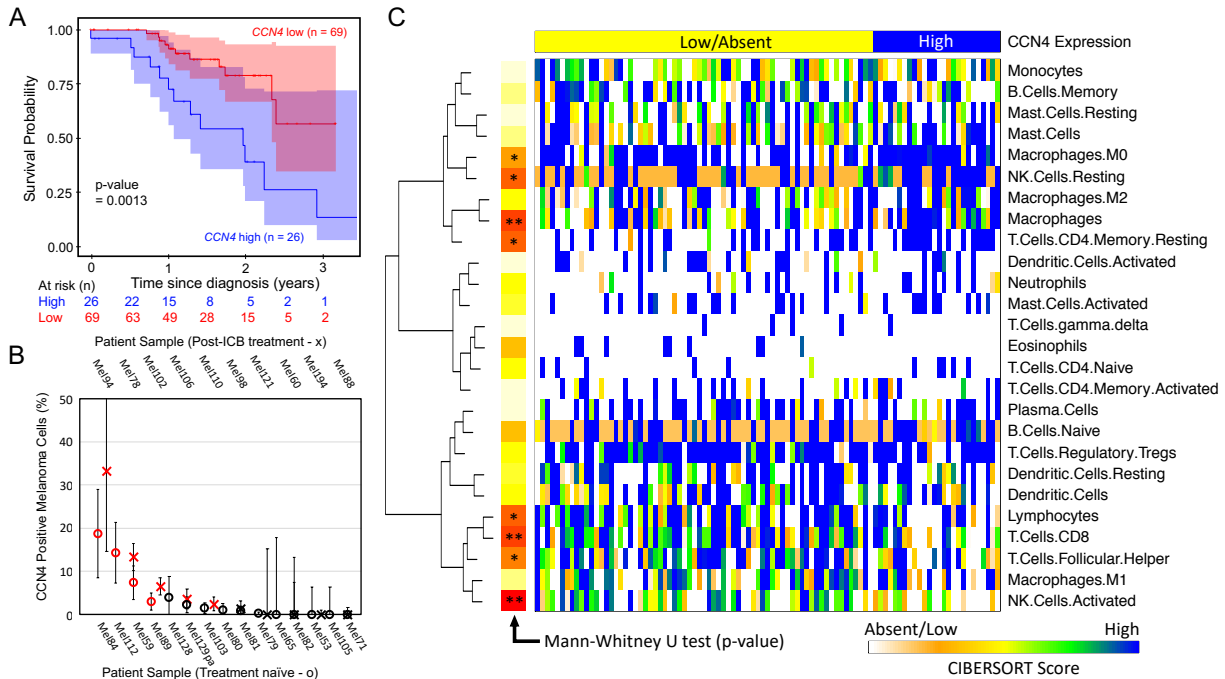 A
CCN4 low (n = 69)
1.00
0.75
0.50
0.25
0.00
Survival Probability
p-value
= 0.0013
CCN4 high (n = 26)
0 1 2 3
At risk (n) Time since diagnosis (years)
High 26 22 15 8 5 2 1
Low 69 63 49 28 15 5 2
B
Patient Sample (Post-ICB treatment - x)
Mel94 Mel78 Mel102 Mel106 Mel110 Mel98 Mel121 Mel60 Mel194 Mel88
CCN4 Positive Melanoma Cells (%)
50
40
30
20
10
0
Mel84 Mel112 Mel59 Mel89 Mel128 Mel129pa Mel103 Mel80 Mel81 Mel79 Mel65 Mel82 Mel53 Mel105 Mel71
Patient Sample (Treatment naïve - o)
C
Low/Absent High CCN4 Expression
Monocytes
B.Cells.Memory
Mast.Cells.Resting
Mast.Cells
* Macrophages.M0
* NK.Cells.Resting
Macrophages.M2
** Macrophages
* T.Cells.CD4.Memory.Resting
Dendritic.Cells.Activated
Neutrophils
Mast.Cells.Activated
T.Cells.gamma.delta
Eosinophils
T.Cells.CD4.Naive
T.Cells.CD4.Memory.Activated
Plasma.Cells
B.Cells.Naive
T.Cells.Regulatory.Tregs
Dendritic.Cells.Resting
Dendritic.Cells
* Lymphocytes
** T.Cells.CD8
* T.Cells.Follicular.Helper
Macrophages.M1
** NK.Cells.Activated
Mann-Whitney U test (p-value)
Absent/Low High
CIBERSORT Score